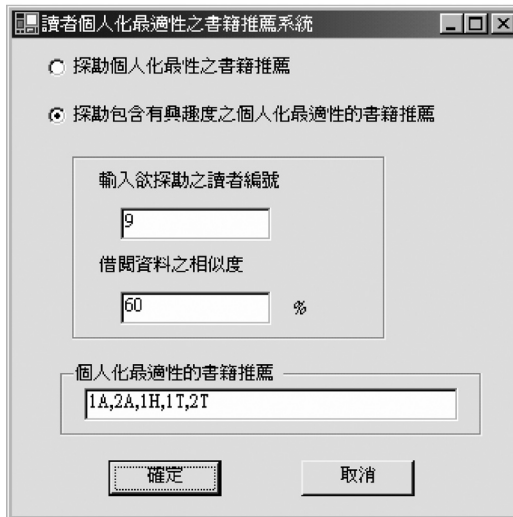 讀者個人化最適性之書籍推薦系統
探勘個人化最性之書籍推薦
探勘包含有興趣度之個人化最適性的書籍推薦
輸入欲探勘之讀者編號
9
借閱資料之相似度
60 %
個人化最適性的書籍推薦
1A,2A,1H,1T,2T
確定 取消